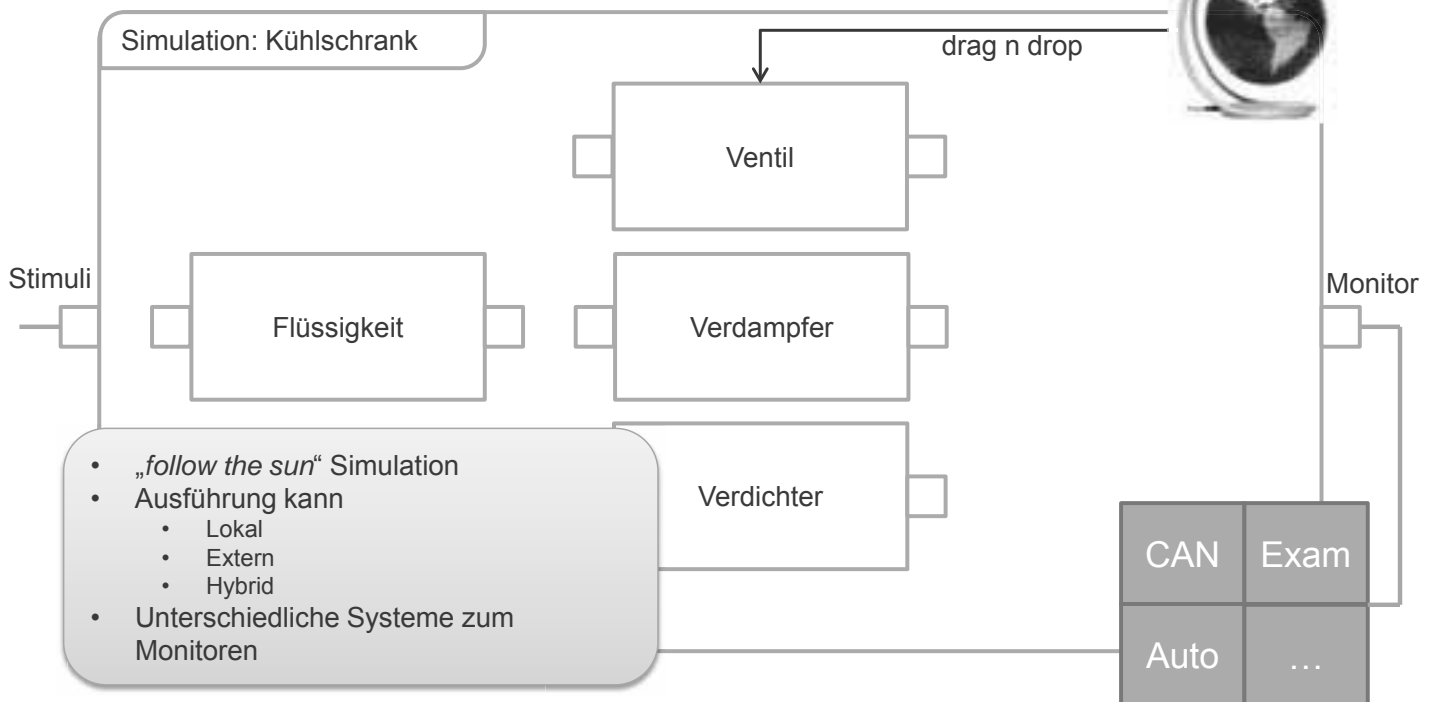 Simulation: Kühlschrank
drag n drop
Ventil
Stimuli
Monitor
Flüssigkeit
Verdampfer
• „follow the sun“ Simulation
• Ausführung kann
• Lokal
• Extern
• Hybrid
• Unterschiedliche Systeme zum
Monitoren
Verdichter
CAN
Exam
Auto
…